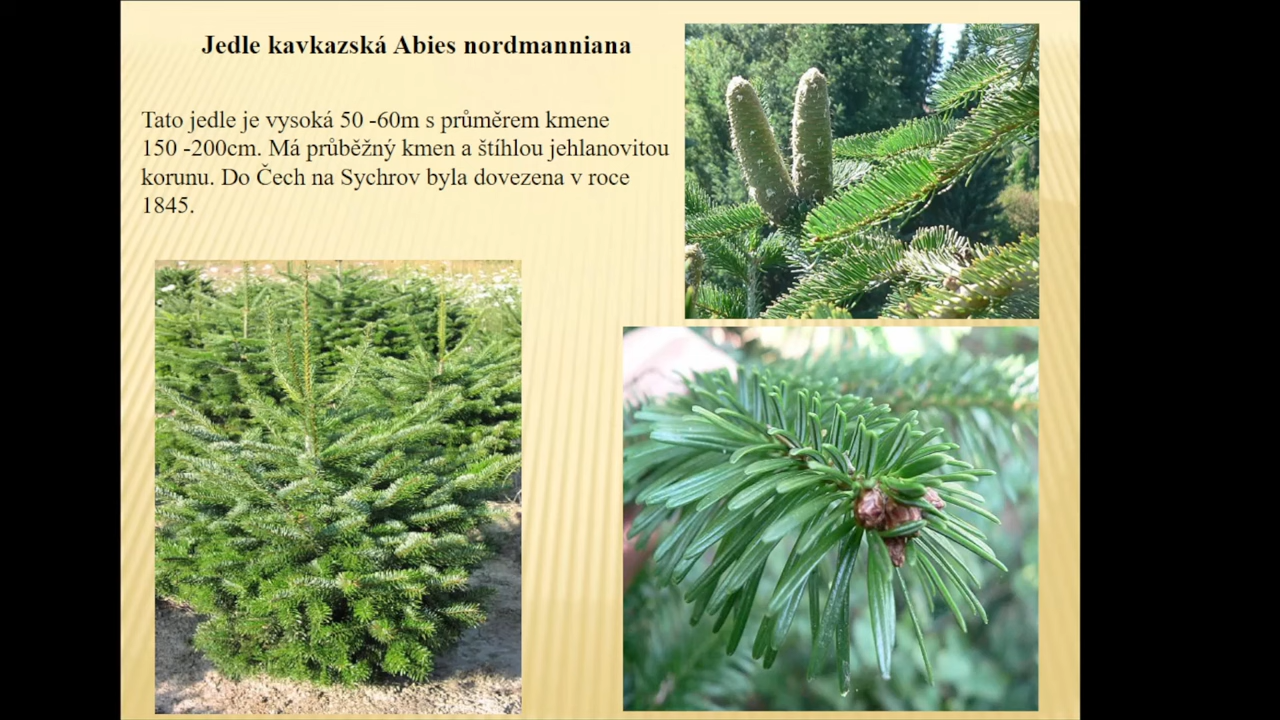 Jedle kavkazská Abies nordmanniana
Tato jedle je vysoká 50 -60m s průměrem kmene
150 -200cm. Má průběžný kmen a štíhlou jehlanovitou
korunu. Do Čech na Sychrov byla dovezena v roce
1845.